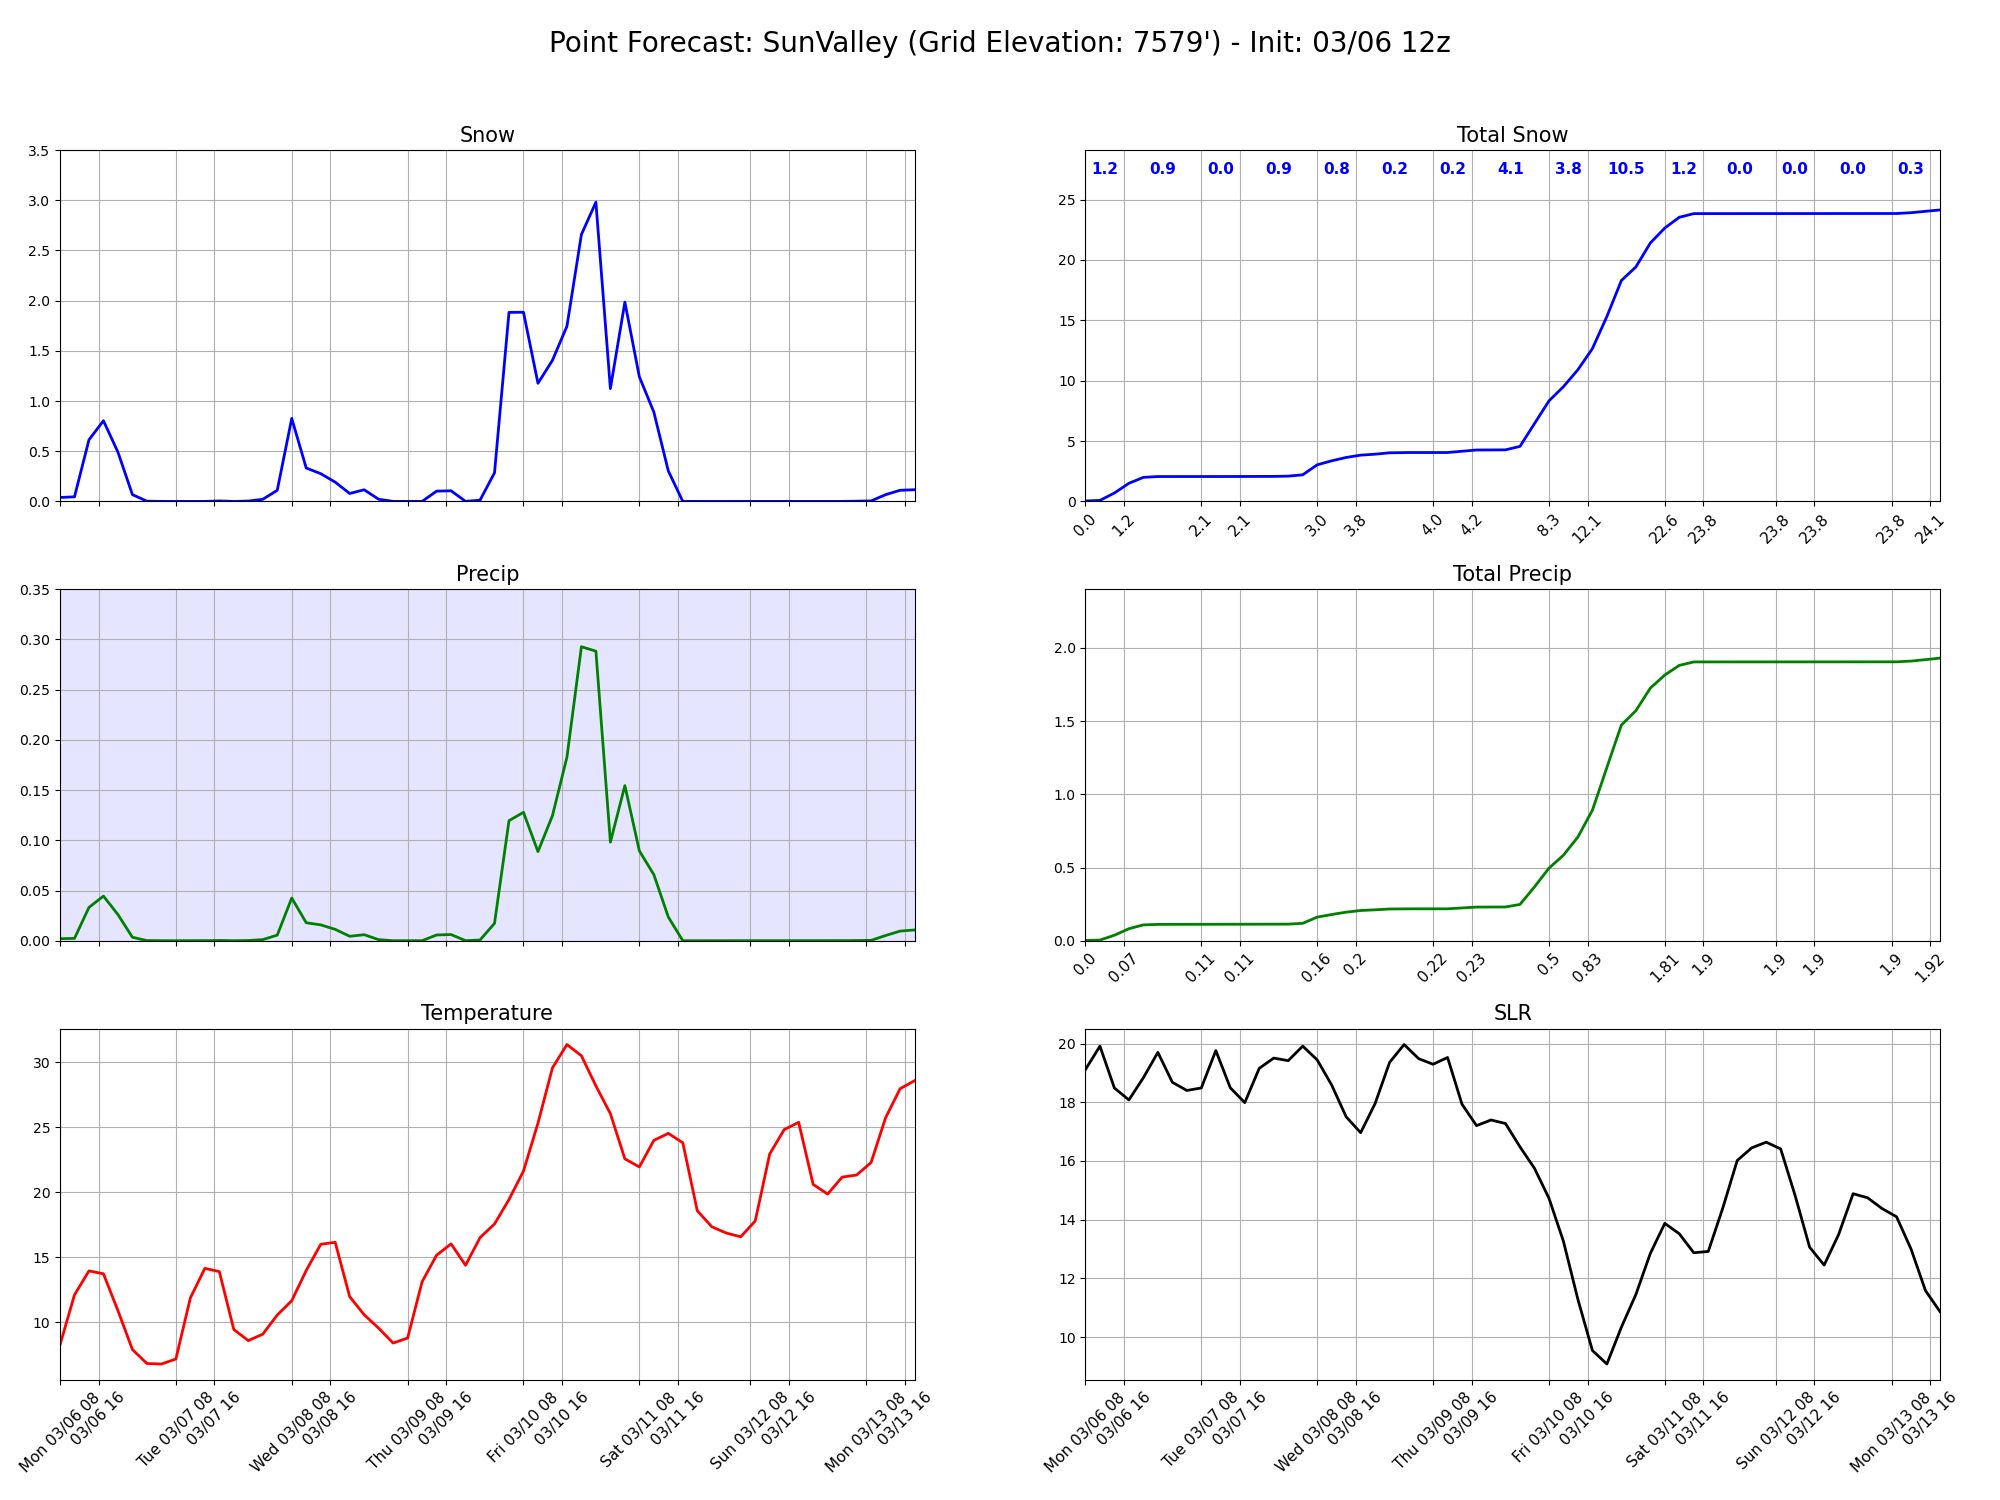 Point Forecast: SunValley (Grid Elevation: 7579') - Init: 03/06 12z
Snow
3.5
3.0
2.5
2.0
1.5
1.0
0.5
0.0
Total Snow
1.2 0.9 0.0 0.9 0.8 0.2 0.2 4.1 3.8 10.5 1.2 0.0 0.0 0.0 0.3
25
20
15
10
5
0
0.0 1.2 2.1 2.1 3.0 3.8 4.0 4.2 8.3 12.1 22.6 23.8 23.8 23.8 23.8 24.1
Precip
0.35
0.30
0.25
0.20
0.15
0.10
0.05
0.00
Total Precip
2.0
1.5
1.0
0.5
0.0
0.0 0.07 0.11 0.11 0.16 0.2 0.22 0.23 0.5 0.83 1.81 1.9 1.9 1.9 1.9 1.92
Temperature
30
25
20
15
10
Mon 03/06 08
03/06 16
Tue 03/07 08
03/07 16
Wed 03/08 08
03/08 16
Thu 03/09 08
03/09 16
Fri 03/10 08
03/10 16
Sat 03/11 08
03/11 16
Sun 03/12 08
03/12 16
Mon 03/13 08
03/13 16
SLR
20
18
16
14
12
10
Mon 03/06 08
03/06 16
Tue 03/07 08
03/07 16
Wed 03/08 08
03/08 16
Thu 03/09 08
03/09 16
Fri 03/10 08
03/10 16
Sat 03/11 08
03/11 16
Sun 03/12 08
03/12 16
Mon 03/13 08
03/13 16